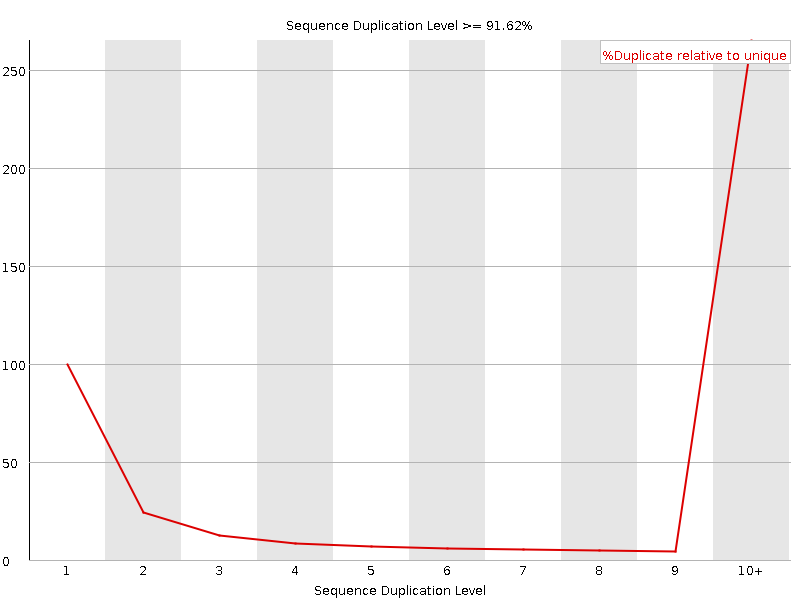 Sequence Duplication Level >= 91.62%
%Duplicate relative to unique
250
200
150
100
50
0
1 2 3 4 5 6 7 8 9 10+
Sequence Duplication Level